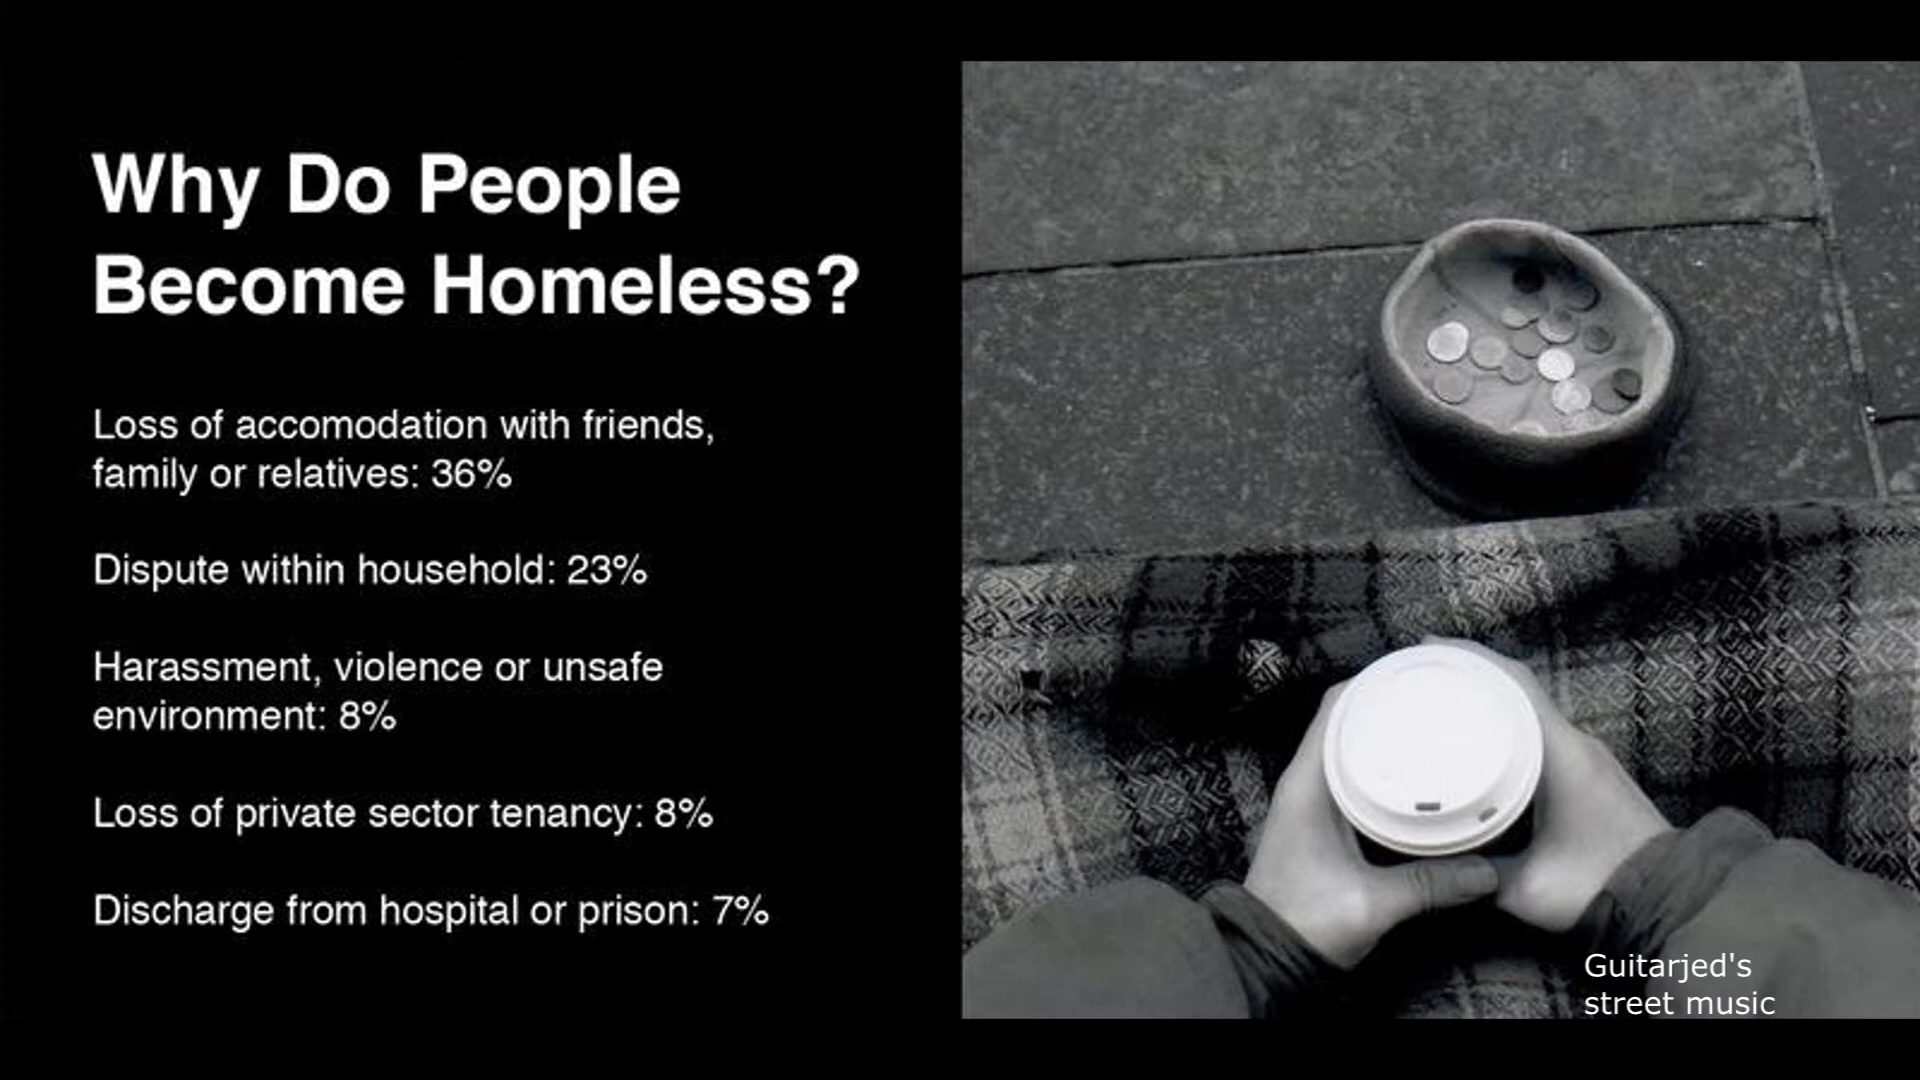 Why Do People
Become Homeless?
Loss of accomodation with friends,
family or relatives: 36%
Dispute within household: 23%
Harassment, violence or unsafe
environment: 8%
Loss of private sector tenancy: 8%
Discharge from hospital or prison: 7%
Guitarjed's
street music